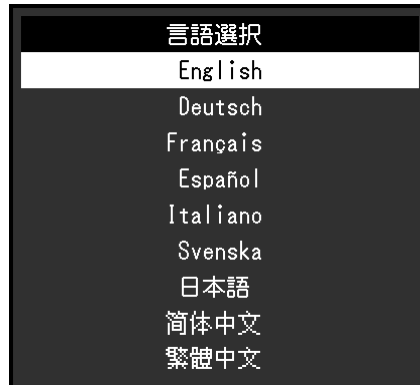 言語選択
English
Deutsch
Français
Español
Italiano
Svenska
日本語
简体中文
繁體中文